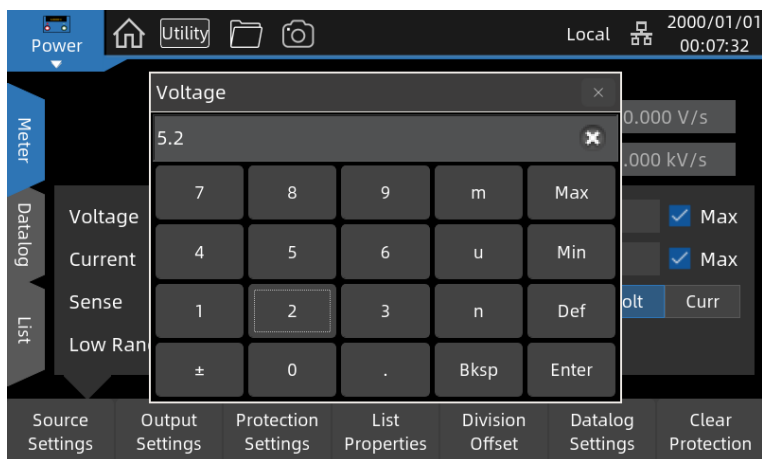 Power
Utility
Local
2000/01/01
00:07:32
Voltage
5.2
7 8 9 m Max
4 5 6 u Min
1 2 3 n Def
± 0 . Bksp Enter
0.000 V/s
.000 kV/s
Meter
Datalog
List
Voltage Max
Current Max
Sense olt Curr
Low Ran
Source Settings
Output Settings
Protection Settings
List Properties
Division Offset
Datalog Settings
Clear Protection